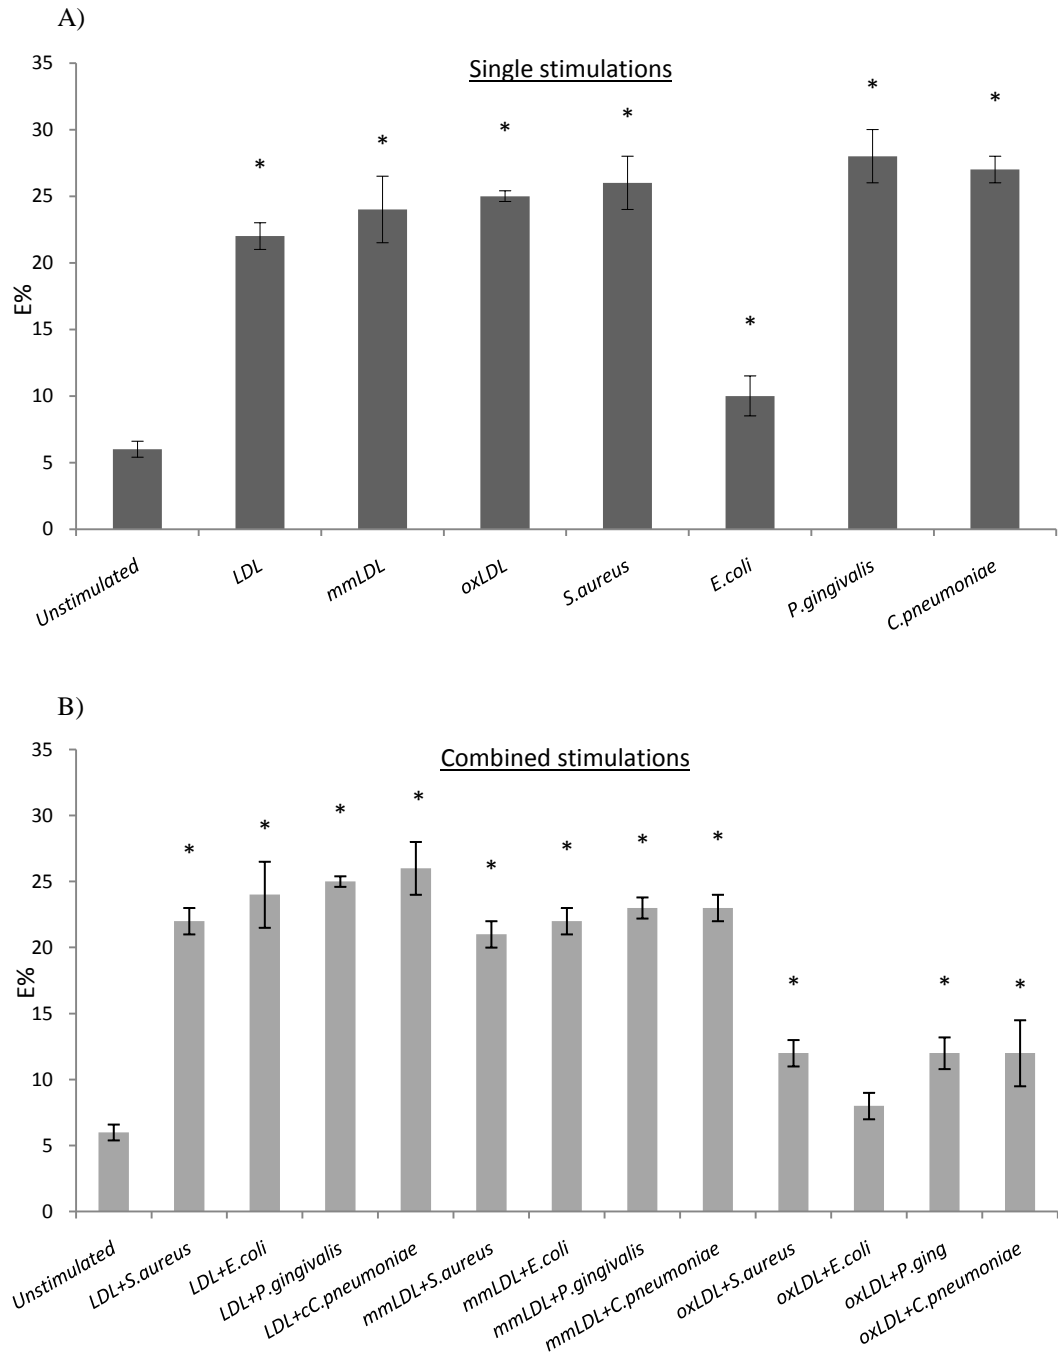 A)
Single stimulations
35
30
25
20
15
10
5
0
E%
* * * * * * *
Unstimulated
LDL
mmLDL
oxLDL
S.aureus
E.coli
P.gingivalis
C.pneumoniae
B)
Combined stimulations
35
30
25
20
15
10
5
0
E%
* * * * * * * * * * *
Unstimulated
LDL+S.aureus
LDL+E.coli
LDL+P.gingivalis
LDL+cC.pneumoniae
mmLDL+S.aureus
mmLDL+E.coli
mmLDL+P.gingivalis
mmLDL+C.pneumoniae
oxLDL+S.aureus
oxLDL+E.coli
oxLDL+P.ging
oxLDL+C.pneumoniae